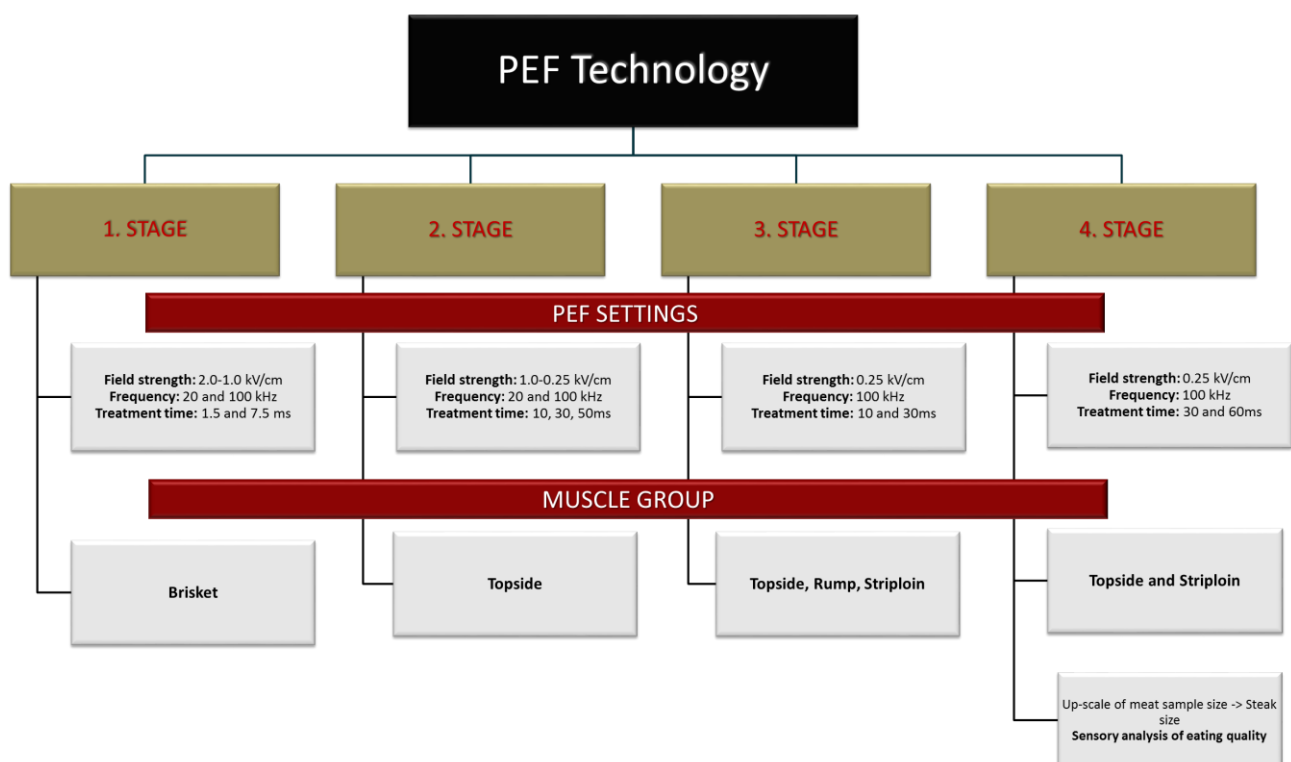 PEF Technology
1. STAGE
2. STAGE
3. STAGE
4. STAGE
PEF SETTINGS
Field strength: 2.0-1.0 kV/cm
Frequency: 20 and 100 kHz
Treatment time: 1.5 and 7.5 ms
Field strength: 1.0-0.25 kV/cm
Frequency: 20 and 100 kHz
Treatment time: 10, 30, 50ms
Field strength: 0.25 kV/cm
Frequency: 100 kHz
Treatment time: 10 and 30ms
Field strength: 0.25 kV/cm
Frequency: 100 kHz
Treatment time: 30 and 60ms
MUSCLE GROUP
Brisket
Topside
Topside, Rump, Striploin
Topside and Striploin
Up-scale of meat sample size -> Steak
size
Sensory analysis of eating quality